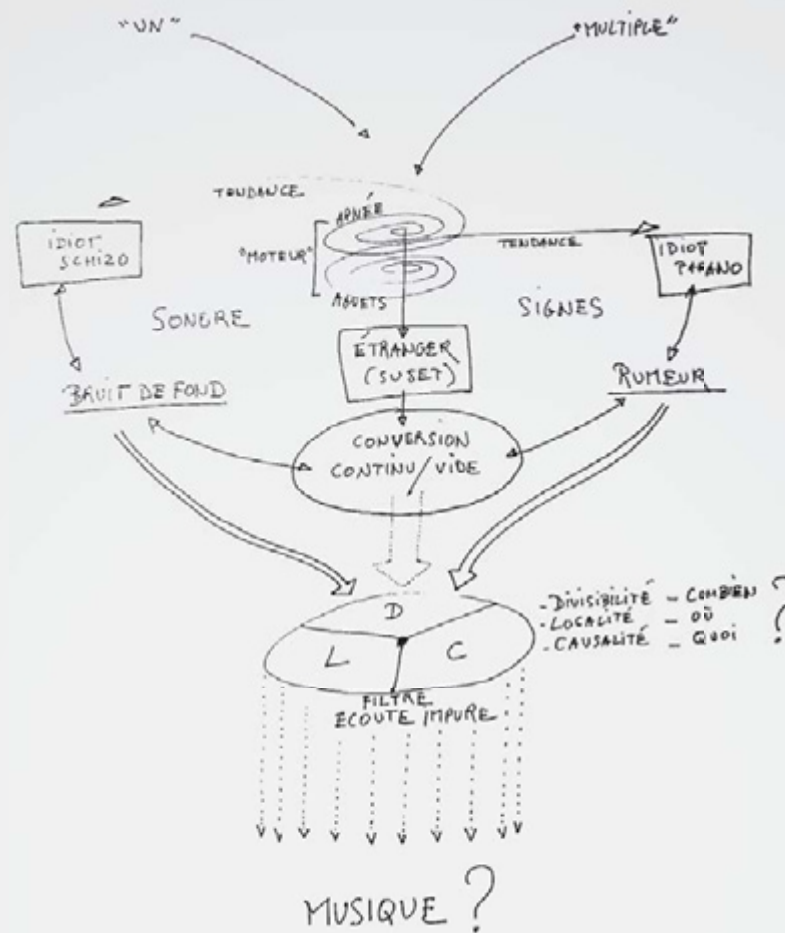 "UN"
"MULTIPLE"
TENDANCE
APNÉE
"MOTEUR"
TENDANCE
AGUETS
IDIOT
SCHIZO
IDIOT
PARANO
SONORE
SIGNES
ÉTRANGER
(SUJET)
BRUIT DE FOND
RUMEUR
CONVERSION
CONTINU/VIDE
D
L
C
- DIVISIBILITÉ - COMBIEN ?
- LOCALITÉ - OÙ
- CAUSALITÉ - QUOI ?
FILTRE
ECOUTE IMPURE
MUSIQUE ?